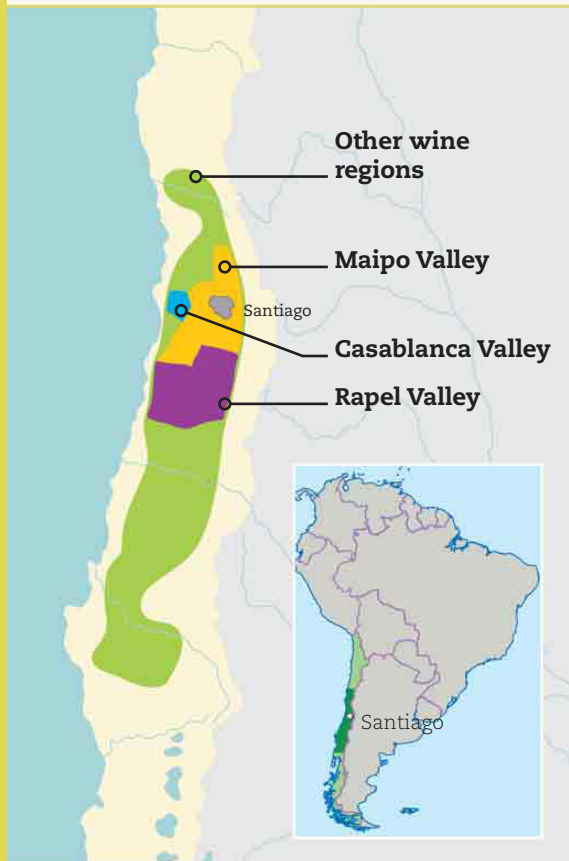 Other wine
regions
Maipo Valley
Santiago
Casablanca Valley
Rapel Valley
Santiago